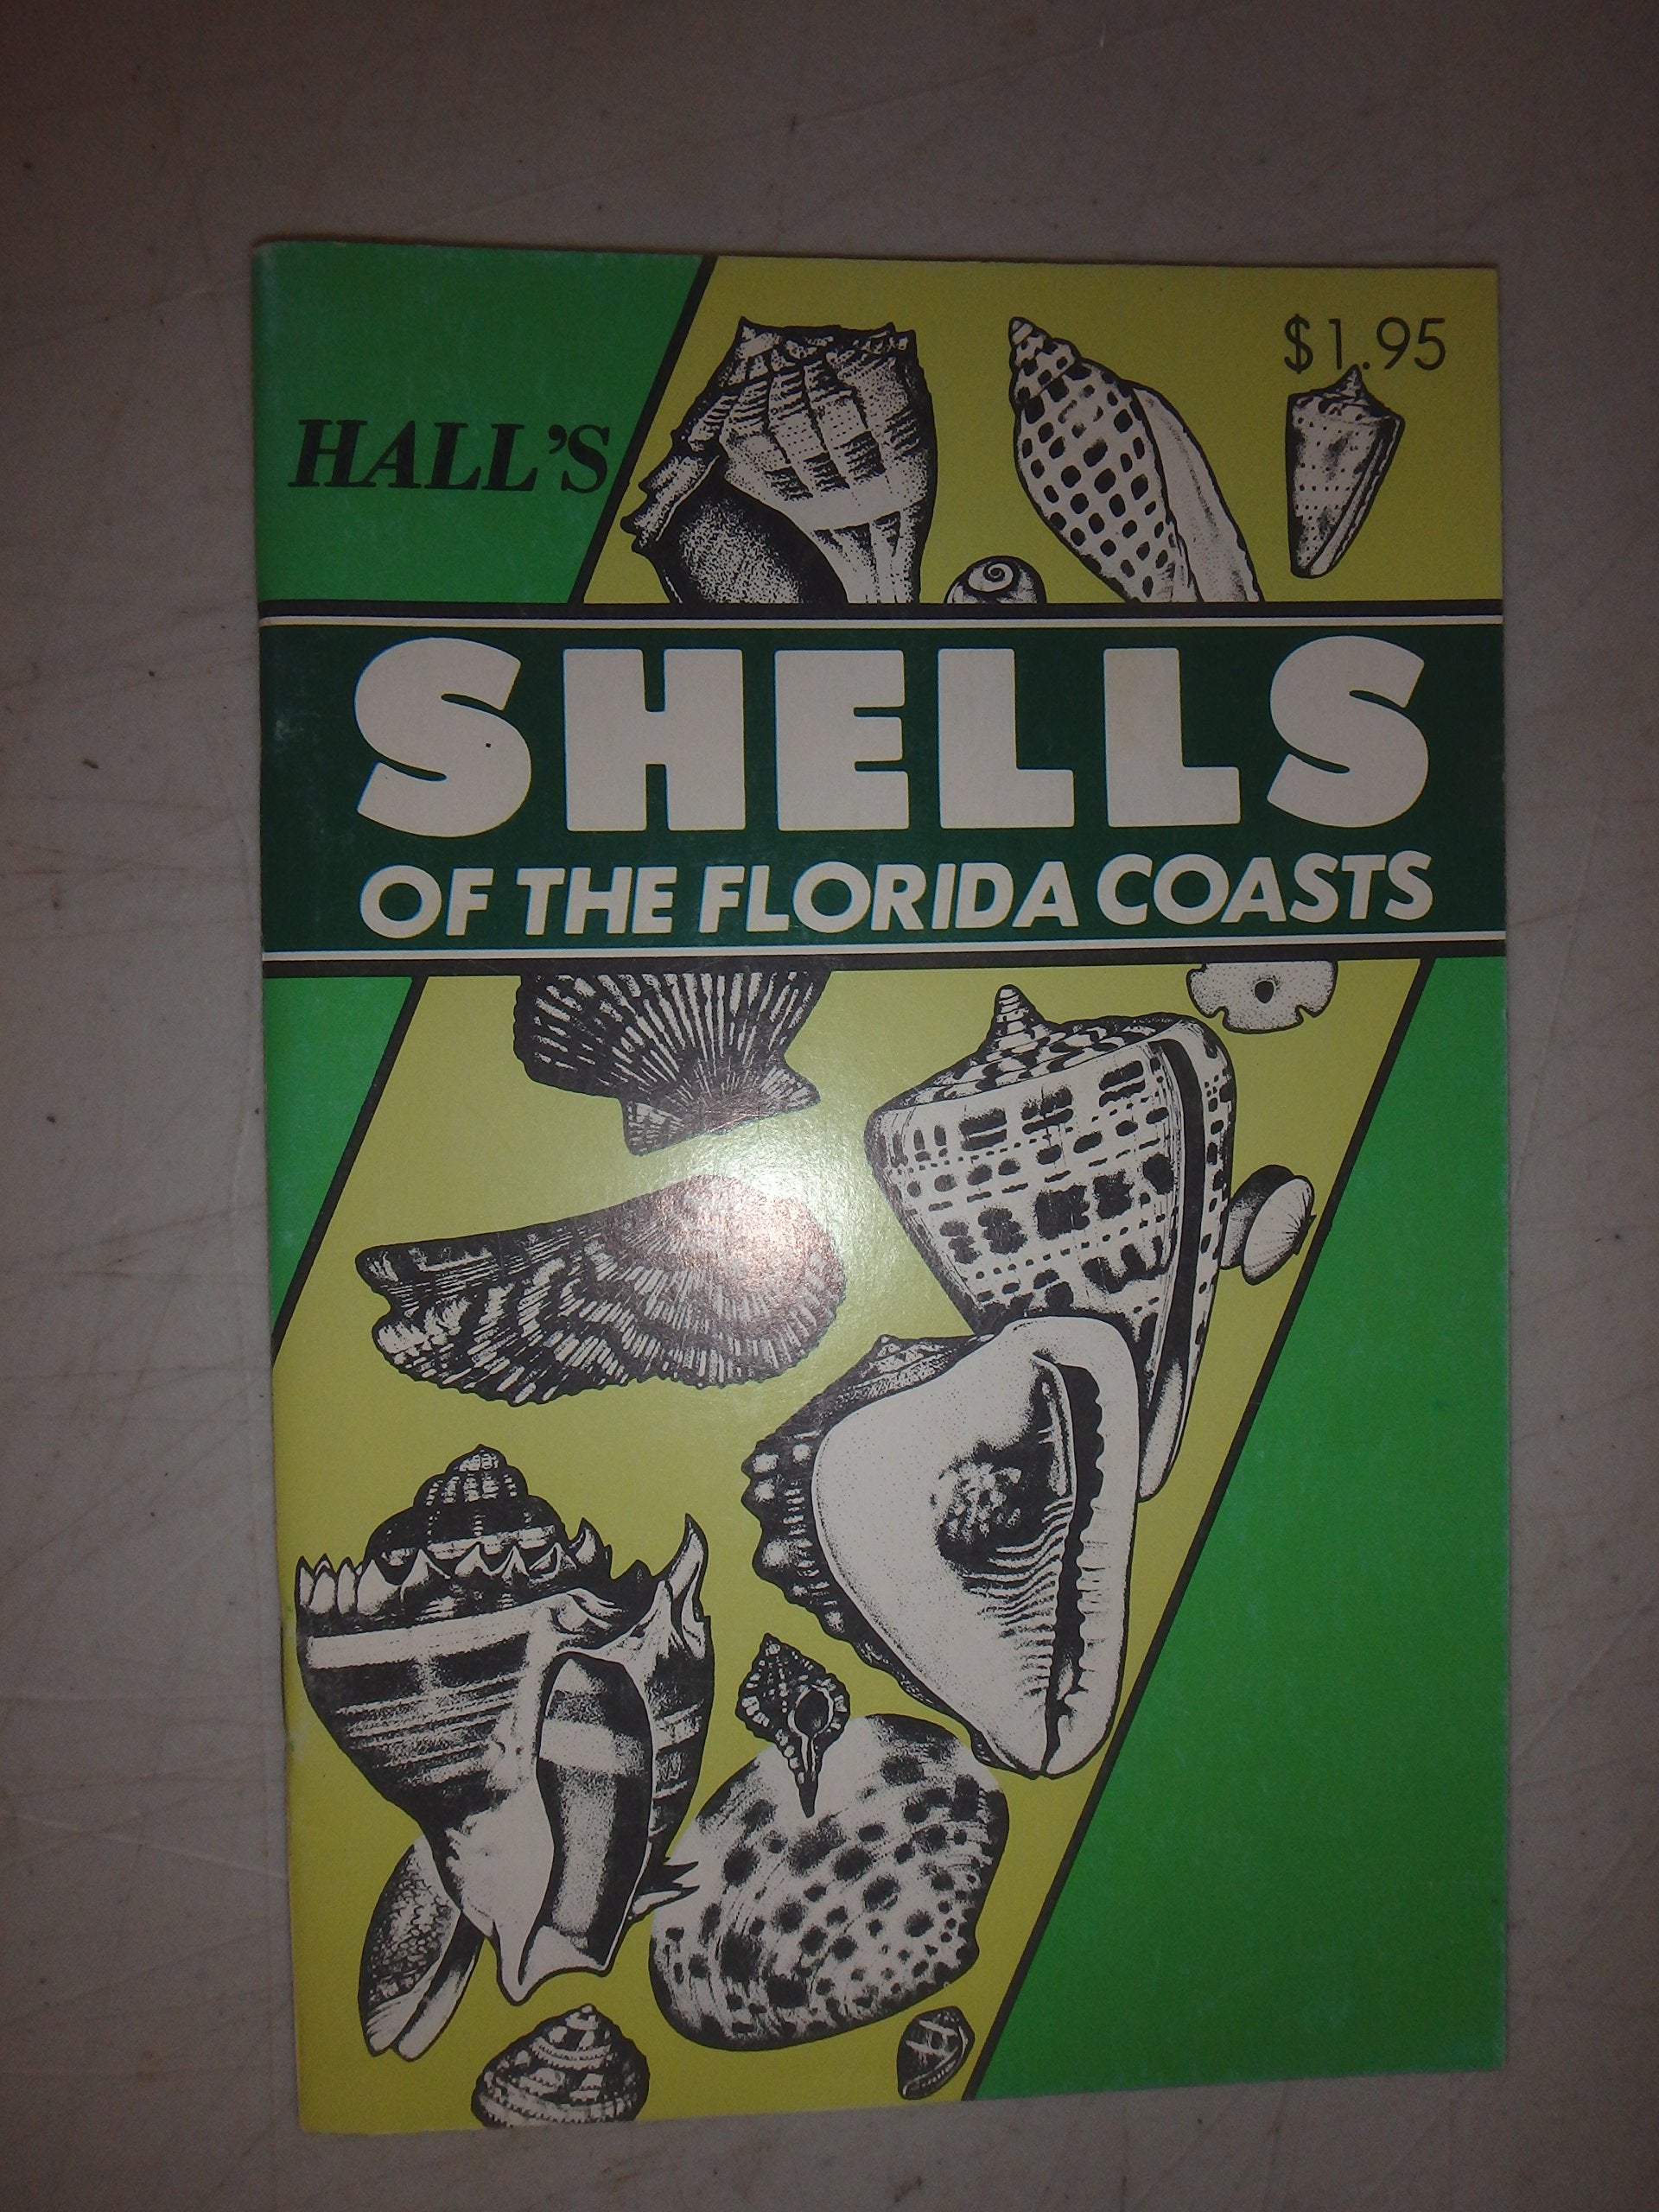 $1.95
HALL'S
SHELLS
OF THE FLORIDA COASTS